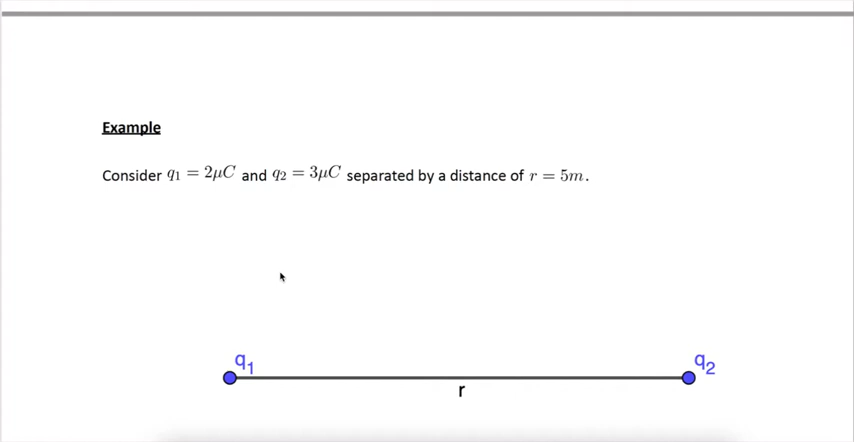 Example
Consider q₁ = 2μC and q₂ = 3μC separated by a distance of r = 5m.
q₁
q₂
r